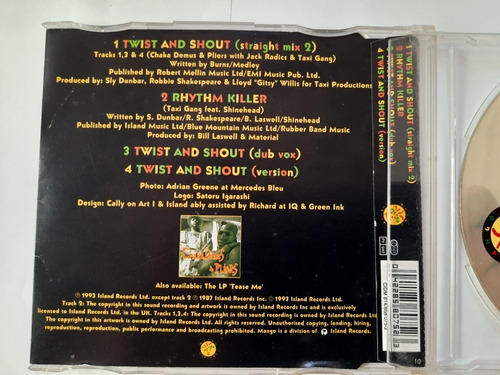 1 TWIST AND SHOUT (straight mix 2)
Tracks 1,3 & 4 (Chaka Demus & Pliers with Jack Radics & Taxi Gang)
Written by Burns/Medley
Published by Robert Mellin Music Ltd/EMI Music Pub. Ltd.
Produced by: Sly Dunbar, Robbie Shakespeare & Lloyd "Gitsy" Willis for Taxi Productions
2 RHYTHM KILLER
(Taxi Gang feat. Shinehead)
Written by S. Dunbar/R. Shakespeare/B. Laswell/Shinehead
Published by Island Music Ltd/Blue Mountain Music Ltd/Rubber Band Music
Produced by: Bill Laswell & Material
3 TWIST AND SHOUT (dub vox)
4 TWIST AND SHOUT (version)
Photo: Adrian Greene at Mercedes Bleu
Logo: Satoru Igarashi
Design: Cally on Art I & Island ably assisted by Richard at IQ & Green Ink
& PLIERS
Also available: The LP 'Tease Me'
℗ 1993 Island Records Ltd. except track 2 ℗ 1987 Island Records Inc. © 1993 Island Records Ltd.
Track 2: The copyright in this sound recording and artwork is owned by Island Records Inc. and is exclusively
licensed to Island Records Ltd. in the UK. Tracks 1,3,4: The copyright in this sound recording and
artwork is owned by Island Records Ltd. All rights reserved. Unauthorised copying, lending, hiring,
reproduction, public performance and broadcasting prohibited. Mango is a division of Island Records.
1 TWIST AND SHOUT (straight mix 2)
2 RHYTHM KILLER
3 TWIST AND SHOUT (dub vox)
4 TWIST AND SHOUT (version)